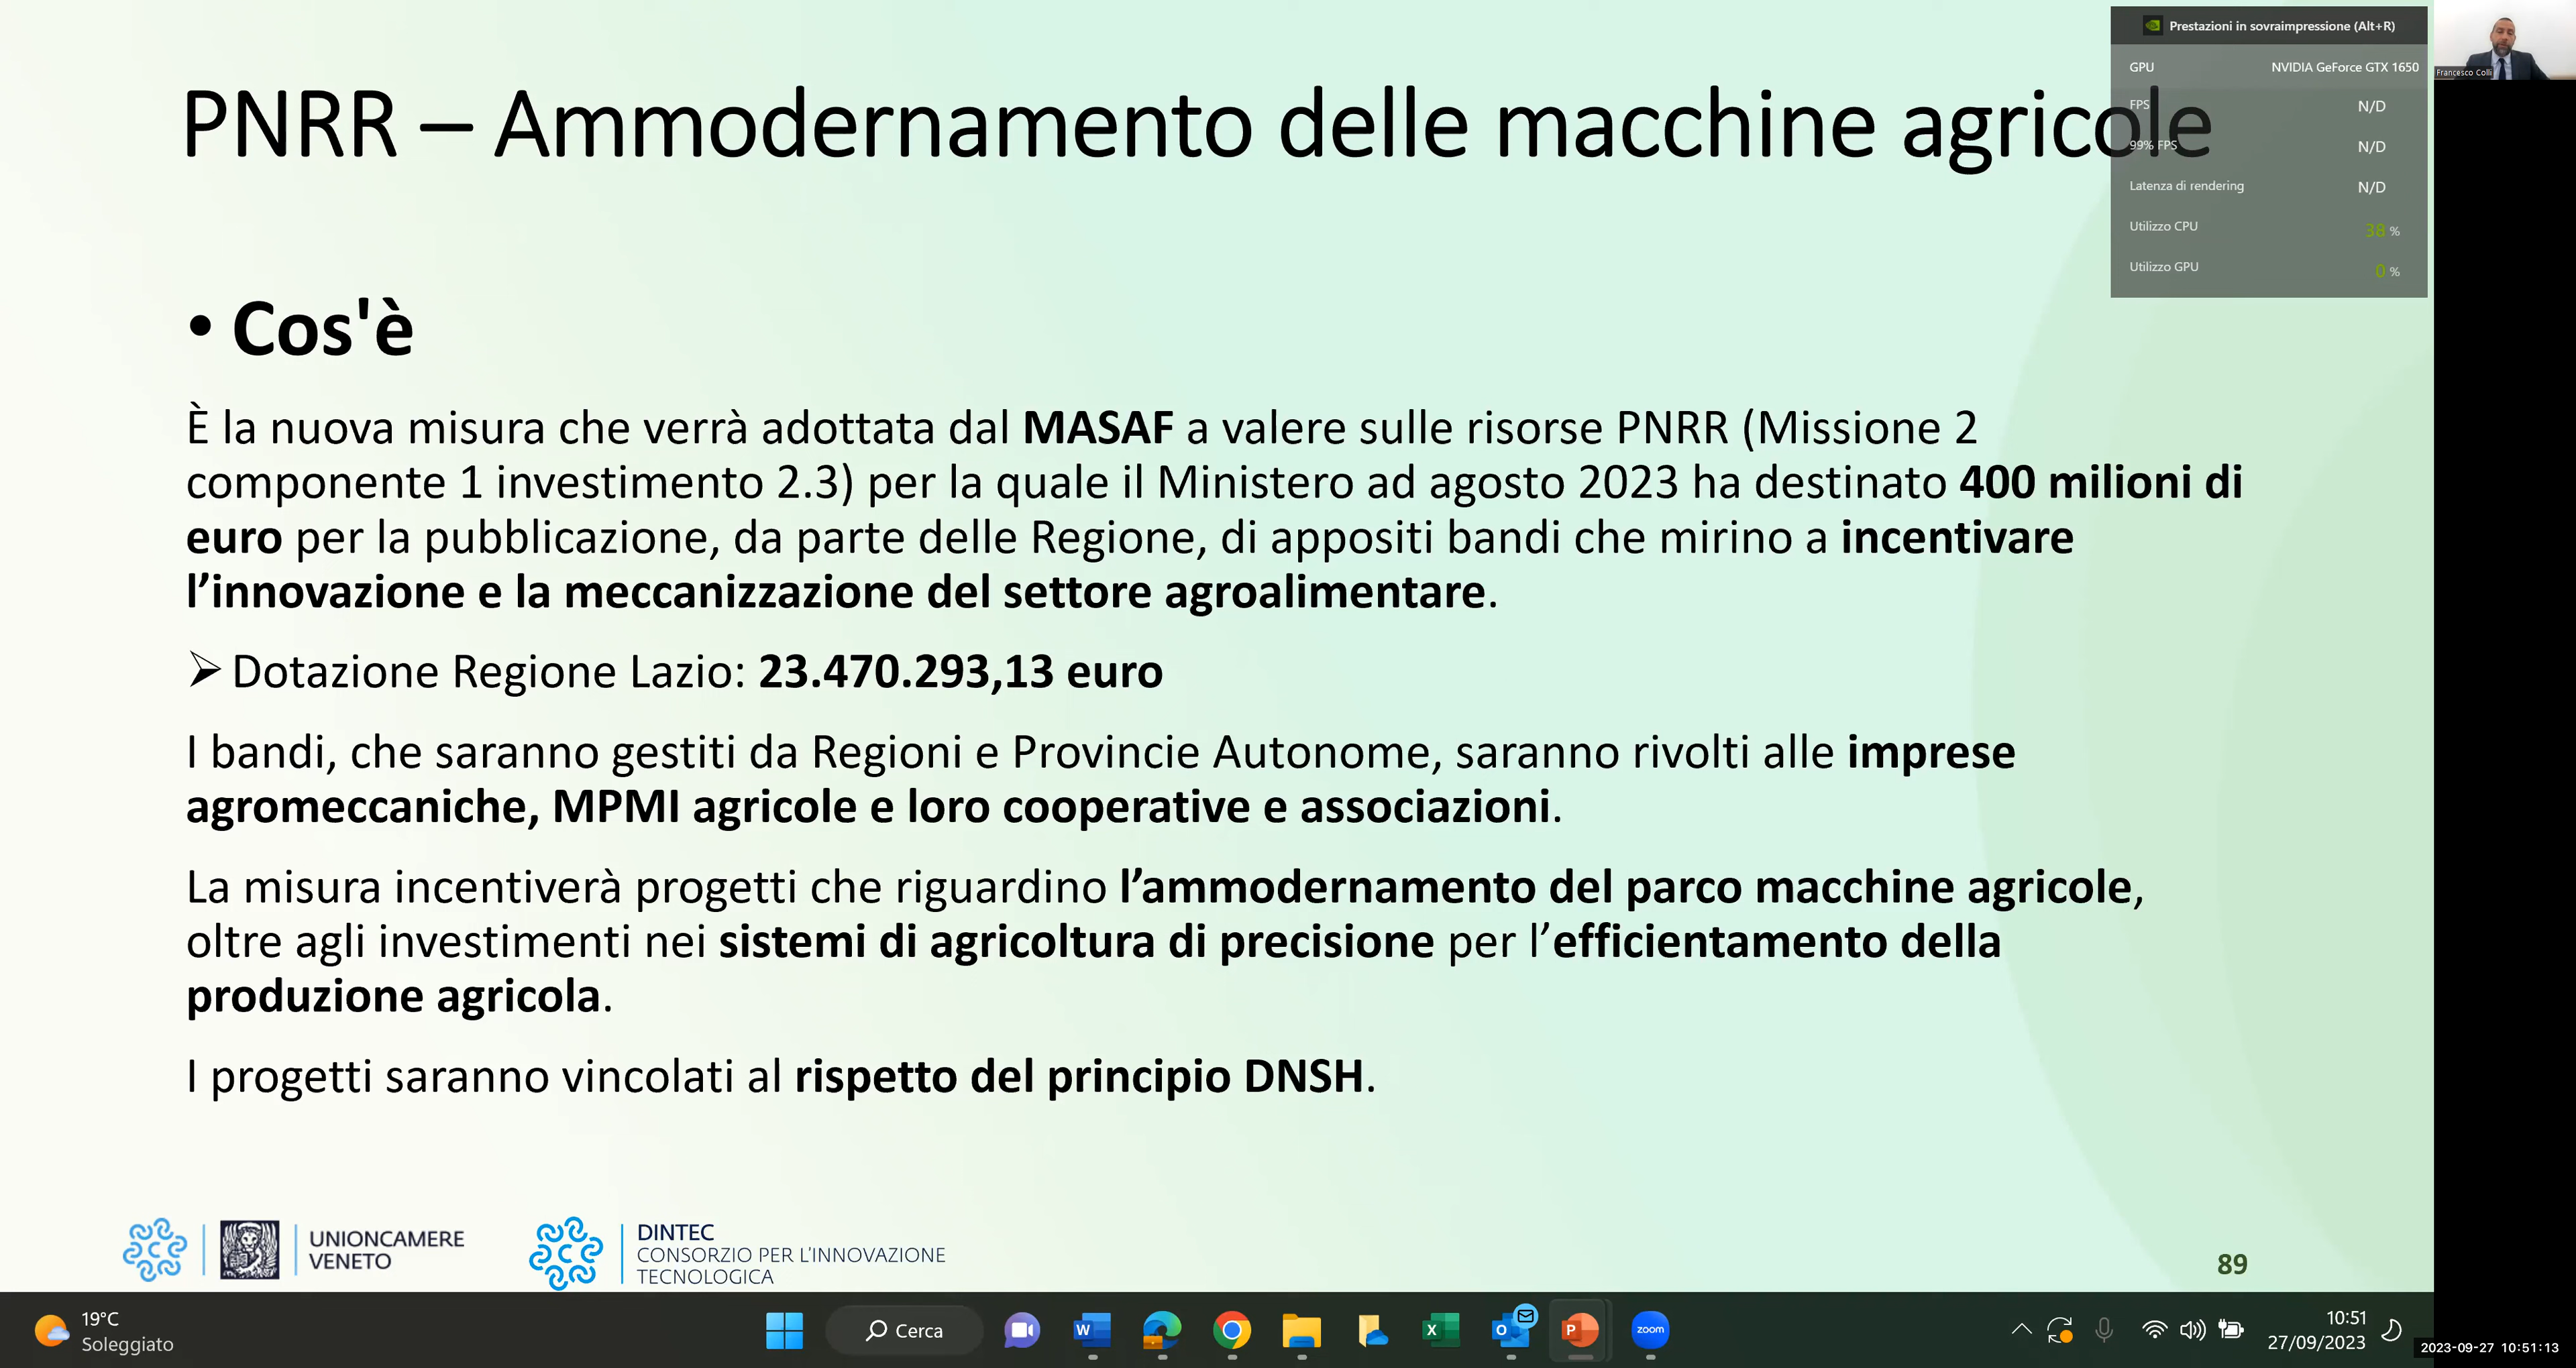 PNRR – Ammodernamento delle macchine agricole
• Cos'è
È la nuova misura che verrà adottata dal MASAF a valere sulle risorse PNRR (Missione 2
componente 1 investimento 2.3) per la quale il Ministero ad agosto 2023 ha destinato 400 milioni di
euro per la pubblicazione, da parte delle Regione, di appositi bandi che mirino a incentivare
l’innovazione e la meccanizzazione del settore agroalimentare.
➢ Dotazione Regione Lazio: 23.470.293,13 euro
I bandi, che saranno gestiti da Regioni e Provincie Autonome, saranno rivolti alle imprese
agromeccaniche, MPMI agricole e loro cooperative e associazioni.
La misura incentiverà progetti che riguardino l’ammodernamento del parco macchine agricole,
oltre agli investimenti nei sistemi di agricoltura di precisione per l’efficientamento della
produzione agricola.
I progetti saranno vincolati al rispetto del principio DNSH.
UNIONCAMERE
VENETO
DINTEC
CONSORZIO PER L'INNOVAZIONE
TECNOLOGICA
89
Prestazioni in sovraimpressione (Alt+R)
GPU NVIDIA GeForce GTX 1650
FPS N/D
99% FPS N/D
Latenza di rendering N/D
Utilizzo CPU 38 %
Utilizzo GPU 0 %
Francesco Colli
19°C
Soleggiato
Cerca
zoom
10:51
27/09/2023
2023-09-27 10:51:13